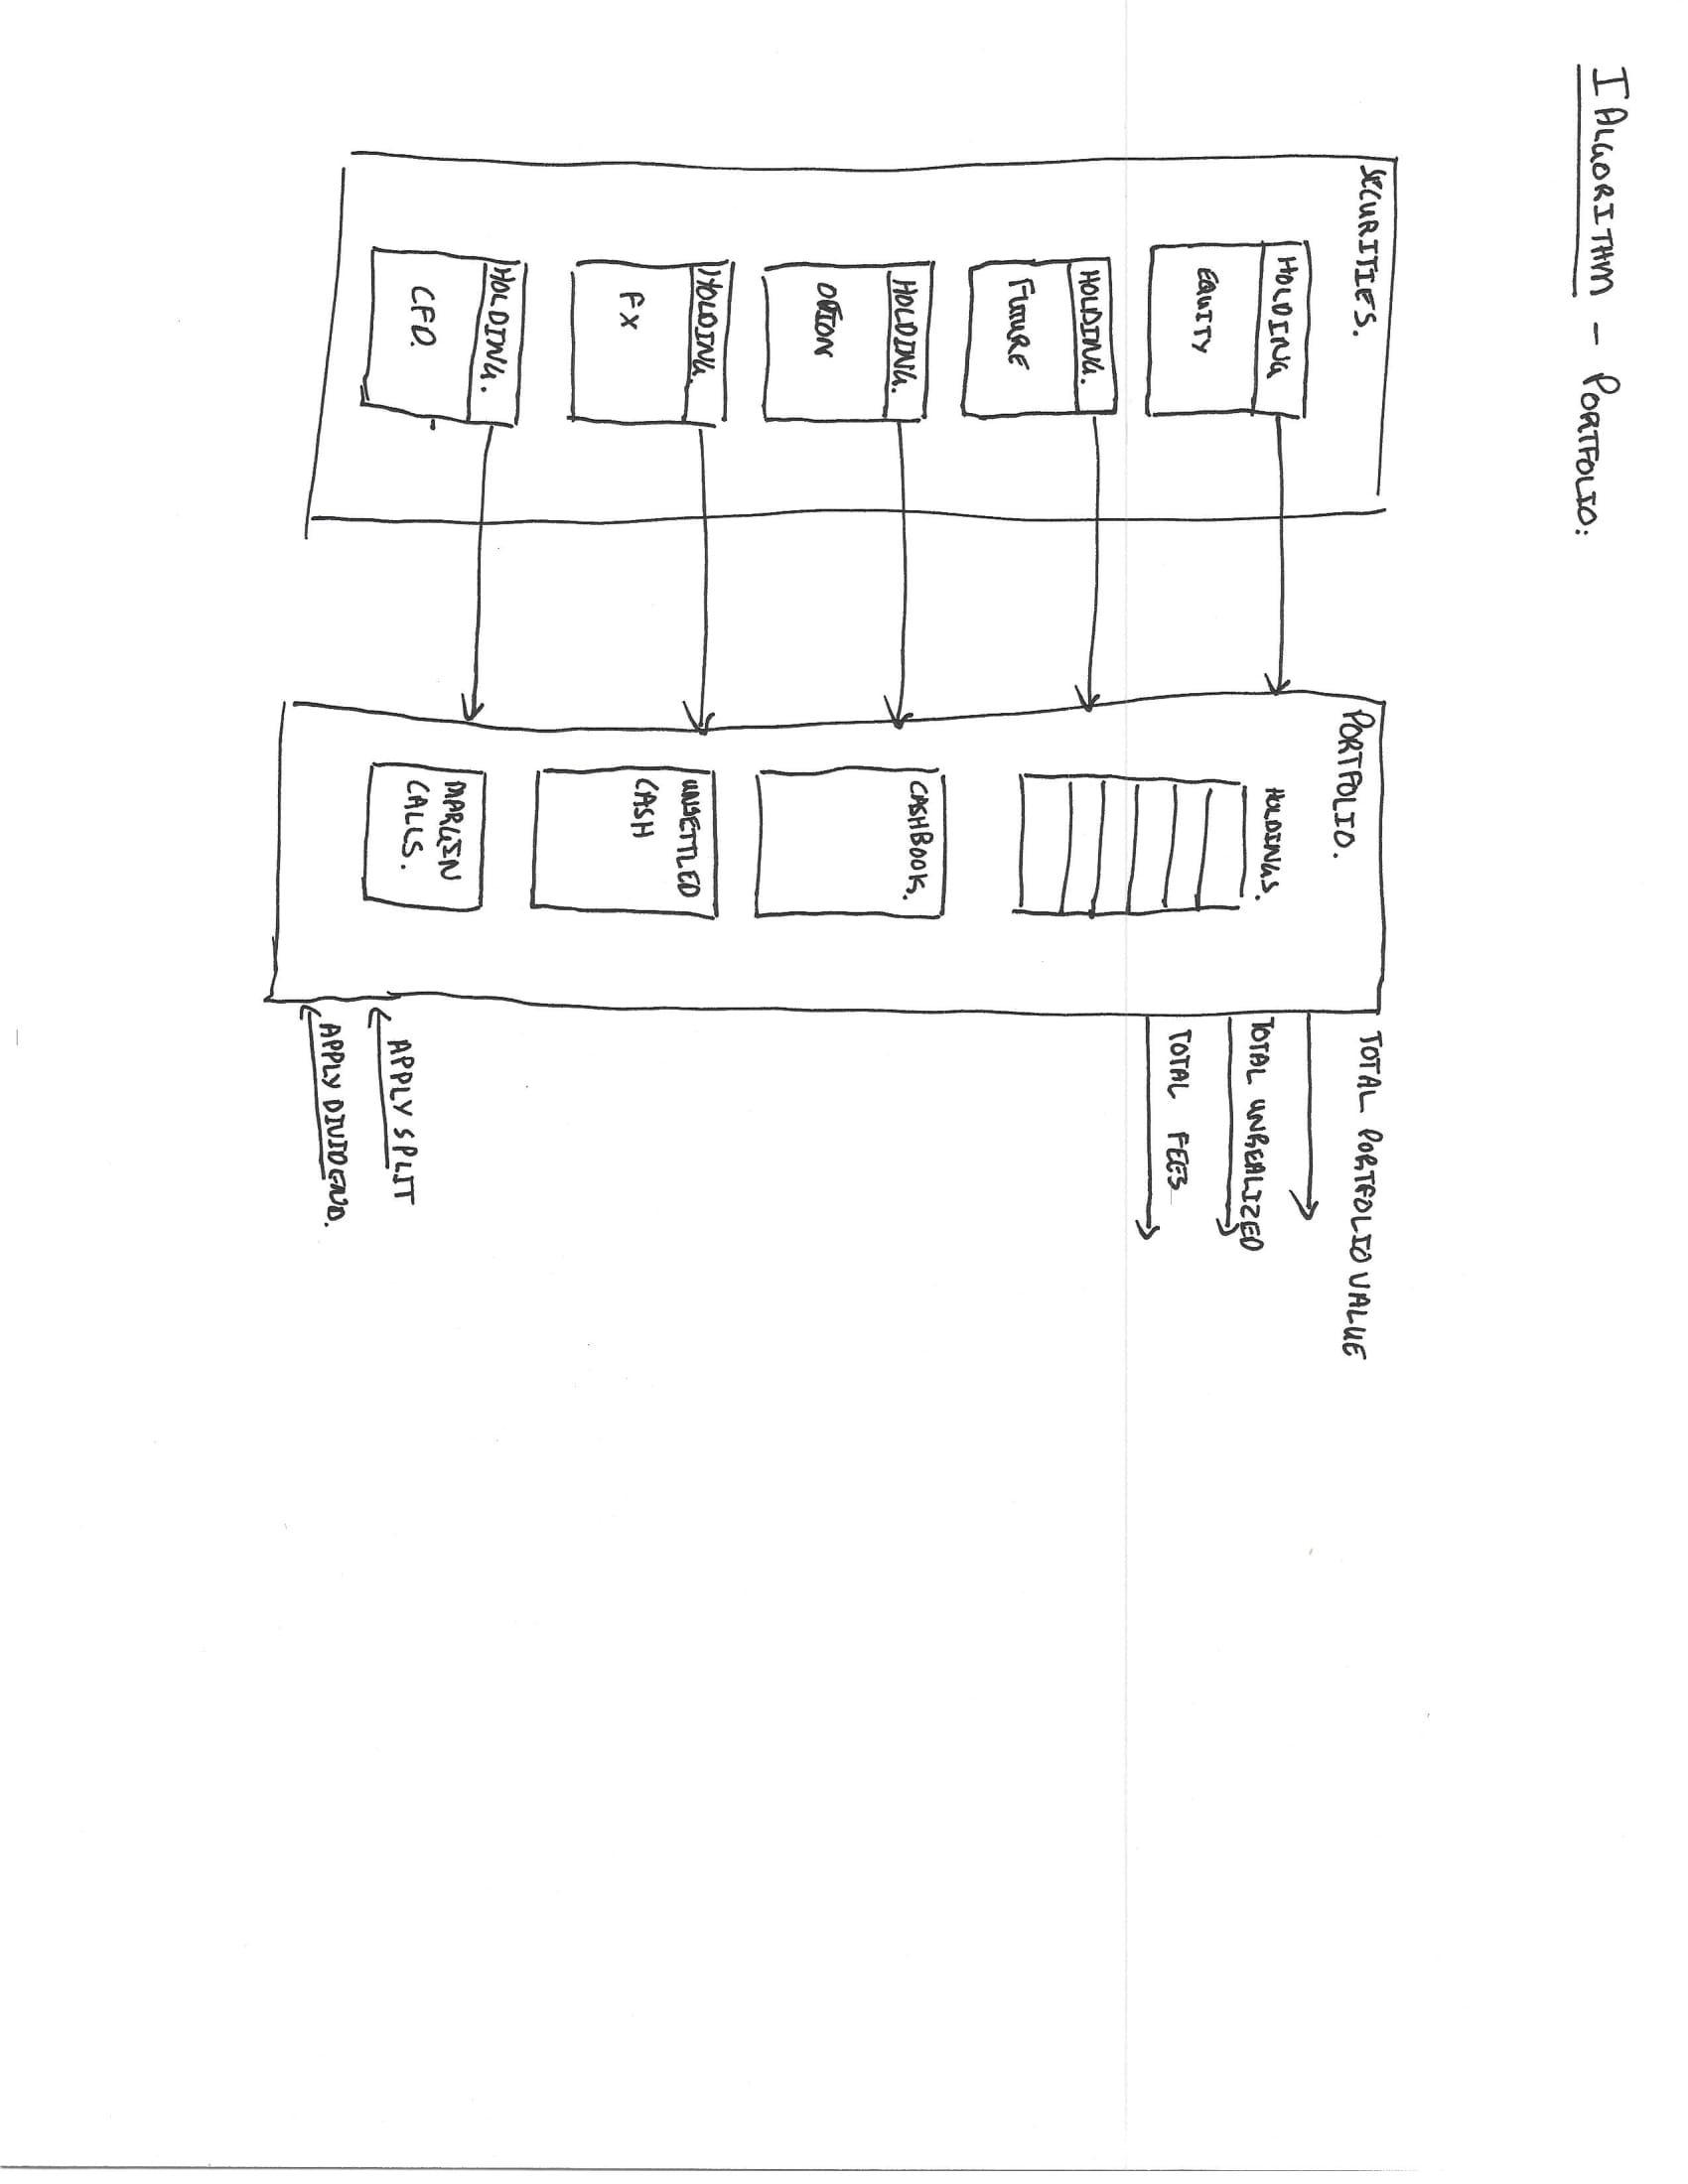 IALGORITHM - PORTFOLIO:
SECURITIES.
HOLDING
EQUITY
HOLDING.
FUTURE
HOLDING.
OPTION
HOLDING.
FX
HOLDING.
CFD.
PORTFOLIO.
HOLDINGS.
CASHBOOK.
UNSETTLED
CASH
MARGIN
CALLS.
TOTAL PORTFOLIO VALUE
TOTAL UNREALIZED
TOTAL FEES
APPLY SPLIT
APPLY DIVIDEND.